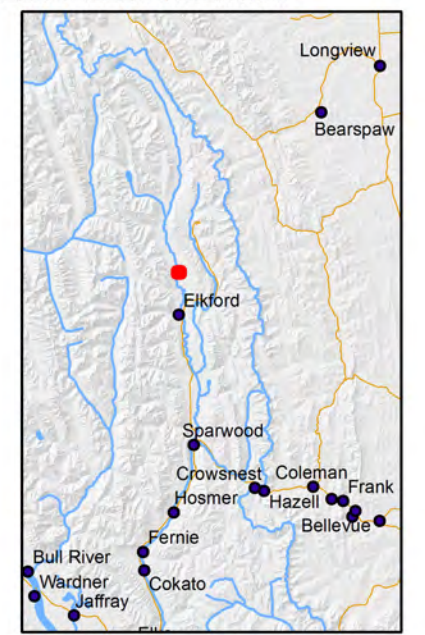 Longview
Bearspaw
Elkford
Sparwood
Crowsnest
Coleman
Frank
Hazell
Hosmer
Bellevue
Fernie
Bull River
Cokato
Wardner
Jaffray